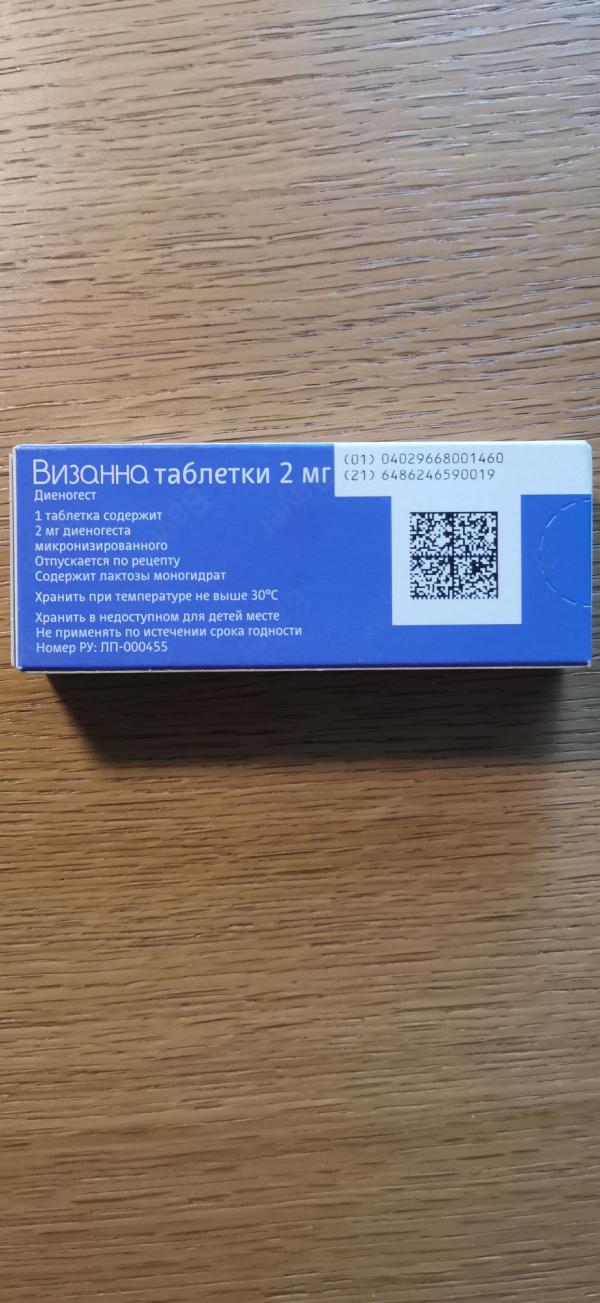 Визанна таблетки 2 мг
Диеногест
1 таблетка содержит
2 мг диеногеста
микронизированного
Отпускается по рецепту
Содержит лактозы моногидрат
Хранить при температуре не выше 30°С
Хранить в недоступном для детей месте
Не применять по истечении срока годности
Номер РУ: ЛП-000455
(01) 04029668001460
(21) 6486246590019
Bayer